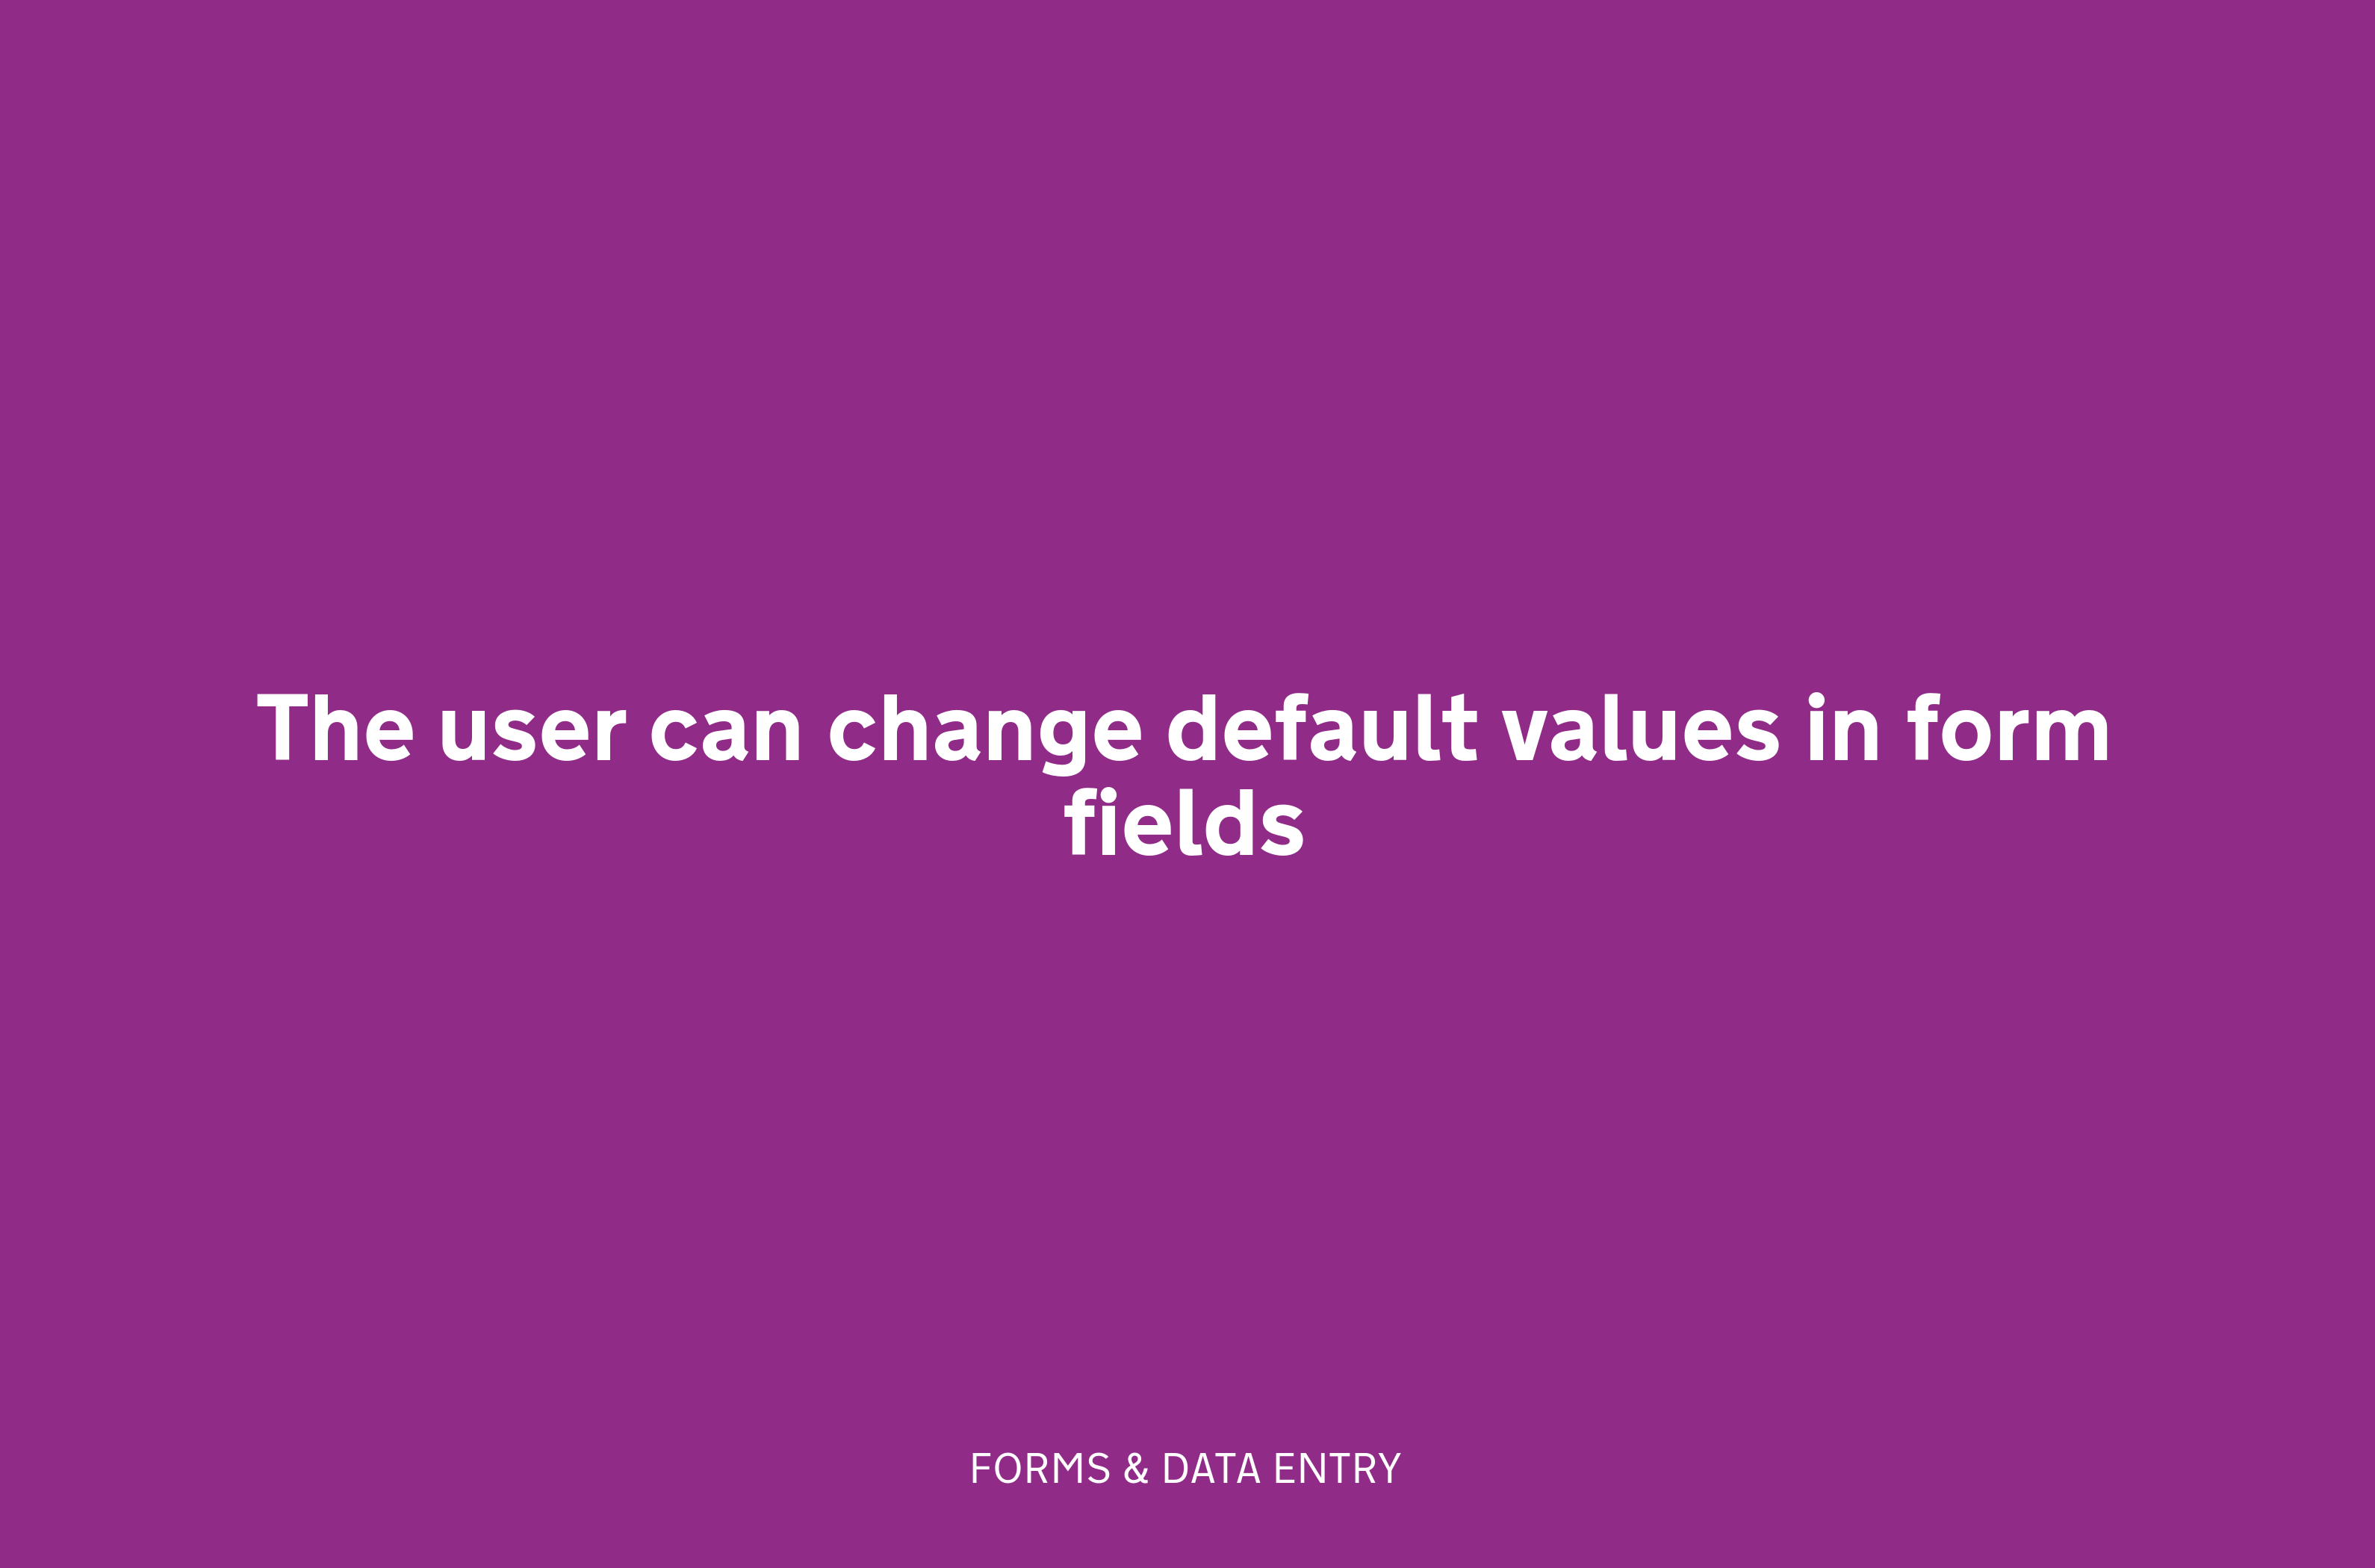 The user can change default values in form
fields
FORMS & DATA ENTRY